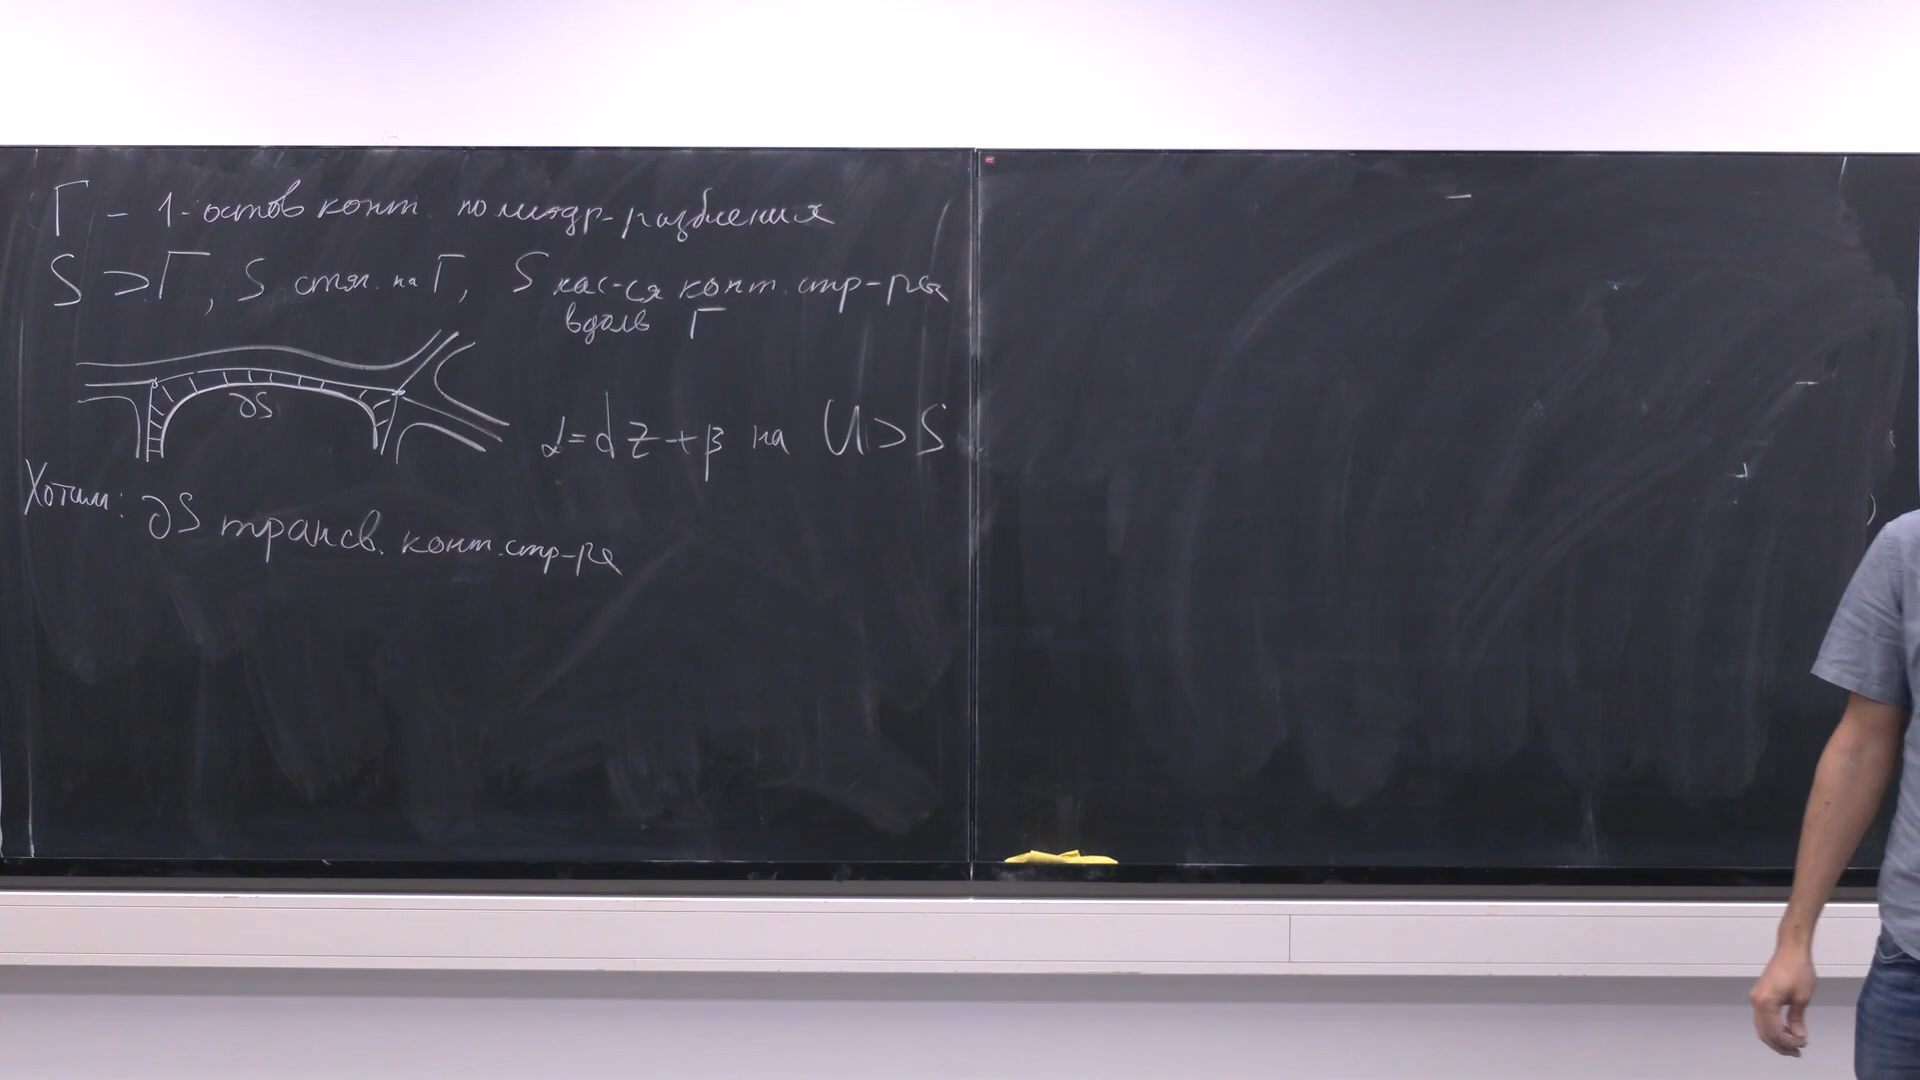 Γ – 1-остов конт. полиэдр-разбиения
S ⊃ Γ, S стяг. на Γ, S кас-ся конт. стр-ры
вдоль Γ
∂S
α = dz + β на U ⊃ S
Хотим: ∂S трансв. конт. стр-ре